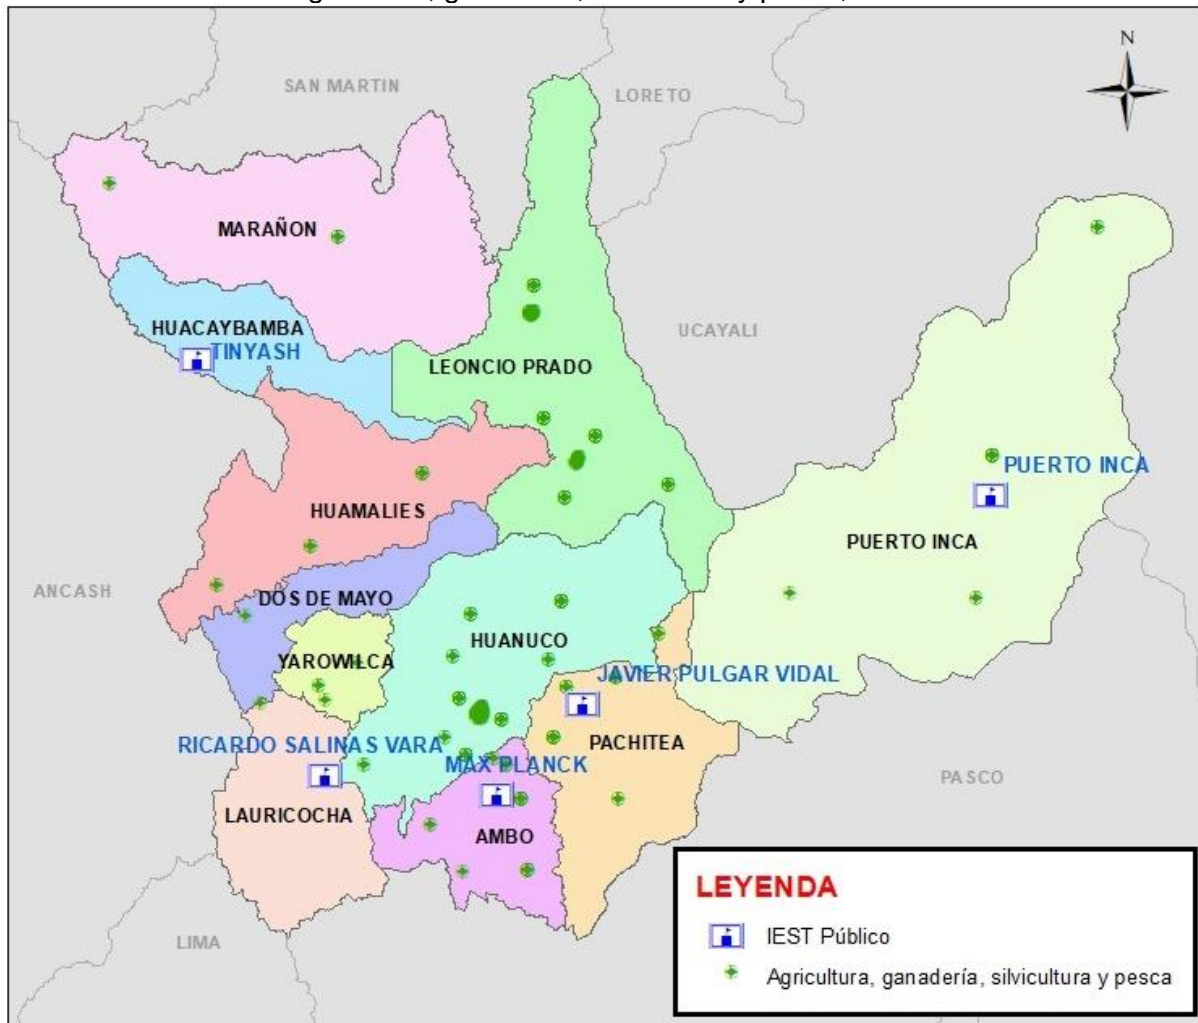 N
SAN MARTIN
LORETO
MARAÑON
HUACAYBAMBA
TINYASH
UCAYALI
LEONCIO PRADO
PUERTO INCA
HUAMALIES
PUERTO INCA
ANCASH
DOS DE MAYO
HUANUCO
YAROWILCA
JAVIER PULGAR VIDAL
RICARDO SALINAS VARA
PACHITEA
MAX PLANCK
PASCO
LAURICOCHA
AMBO
LIMA
LEYENDA
IEST Público
Agricultura, ganadería, silvicultura y pesca